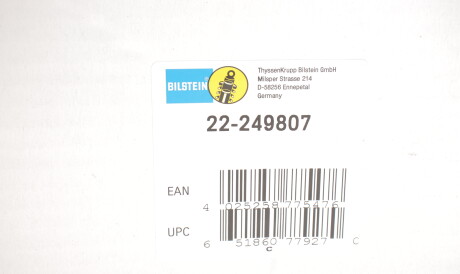 ThyssenKrupp Bilstein GmbH
Milsper Strasse 214
D-58256 Ennepetal
Germany
BILSTEIN
22-249807
EAN
4 025258 775476
UPC
6 51860 77927 C
C